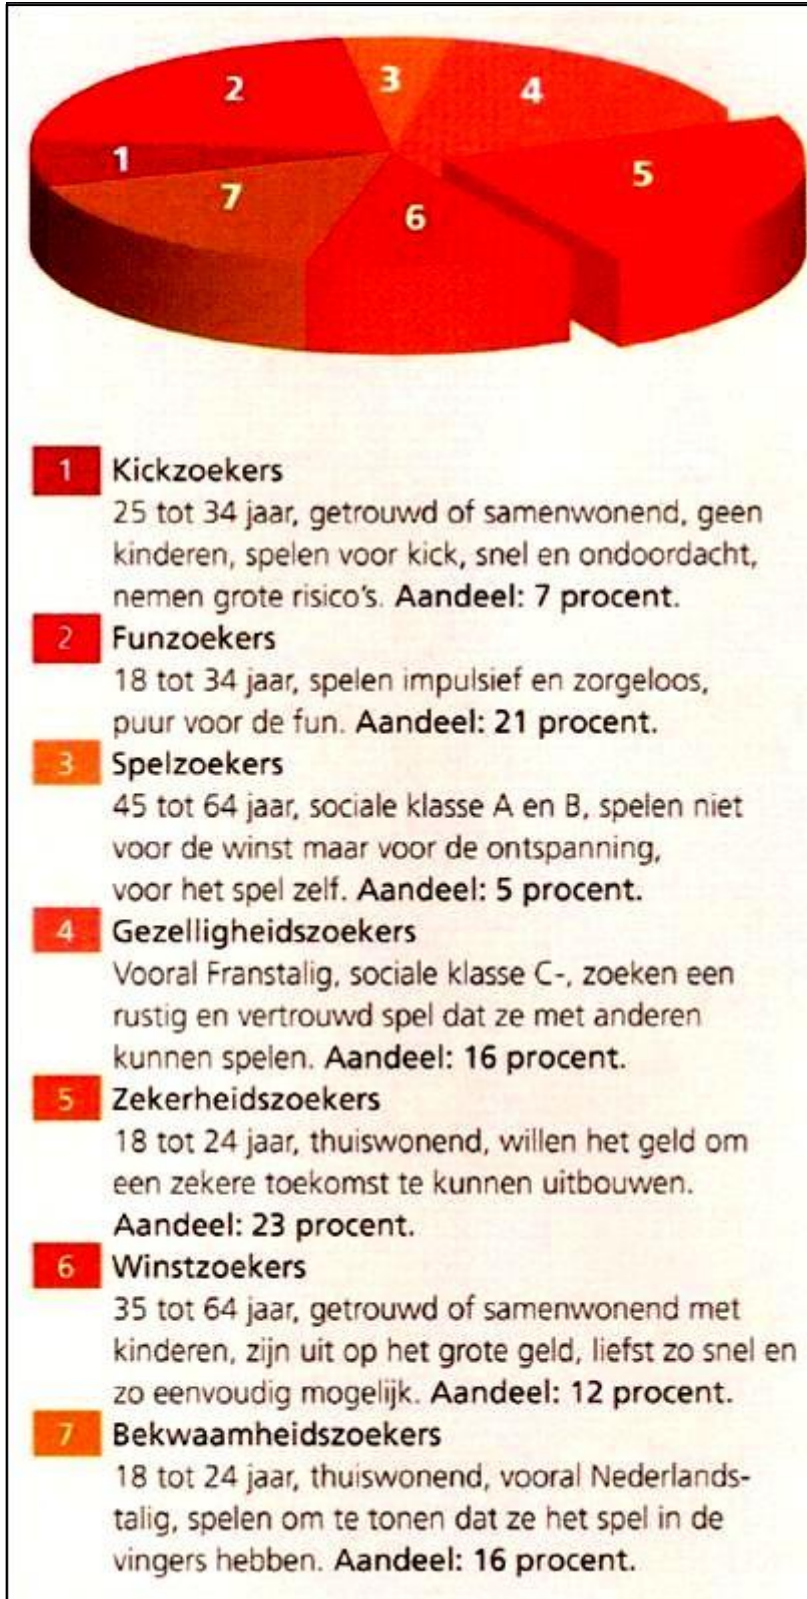 2
3
4
1
5
7
6
1 Kickzoekers
25 tot 34 jaar, getrouwd of samenwonend, geen
kinderen, spelen voor kick, snel en ondoordacht,
nemen grote risico's. Aandeel: 7 procent.
2 Funzoekers
18 tot 34 jaar, spelen impulsief en zorgeloos,
puur voor de fun. Aandeel: 21 procent.
3 Spelzoekers
45 tot 64 jaar, sociale klasse A en B, spelen niet
voor de winst maar voor de ontspanning,
voor het spel zelf. Aandeel: 5 procent.
4 Gezelligheidszoekers
Vooral Franstalig, sociale klasse C-, zoeken een
rustig en vertrouwd spel dat ze met anderen
kunnen spelen. Aandeel: 16 procent.
5 Zekerheidszoekers
18 tot 24 jaar, thuiswonend, willen het geld om
een zekere toekomst te kunnen uitbouwen.
Aandeel: 23 procent.
6 Winstzoekers
35 tot 64 jaar, getrouwd of samenwonend met
kinderen, zijn uit op het grote geld, liefst zo snel en
zo eenvoudig mogelijk. Aandeel: 12 procent.
7 Bekwaamheidszoekers
18 tot 24 jaar, thuiswonend, vooral Nederlands-
talig, spelen om te tonen dat ze het spel in de
vingers hebben. Aandeel: 16 procent.